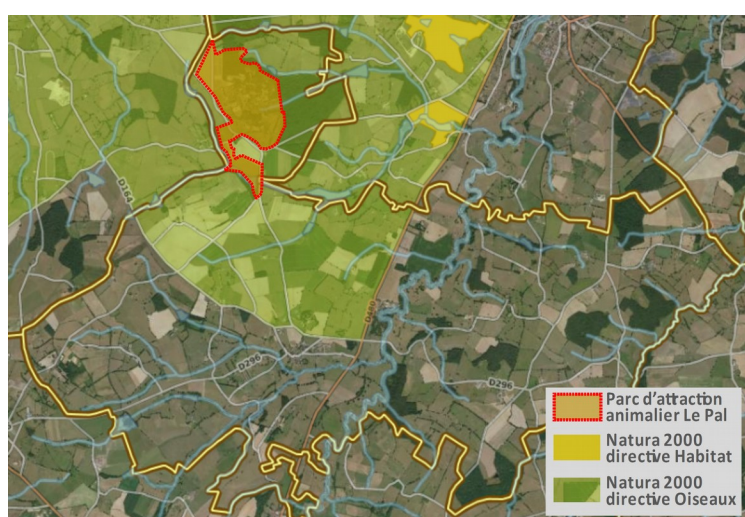 D164
D296
D296
Parc d'attraction
animalier Le Pal
Natura 2000
directive Habitat
Natura 2000
directive Oiseaux